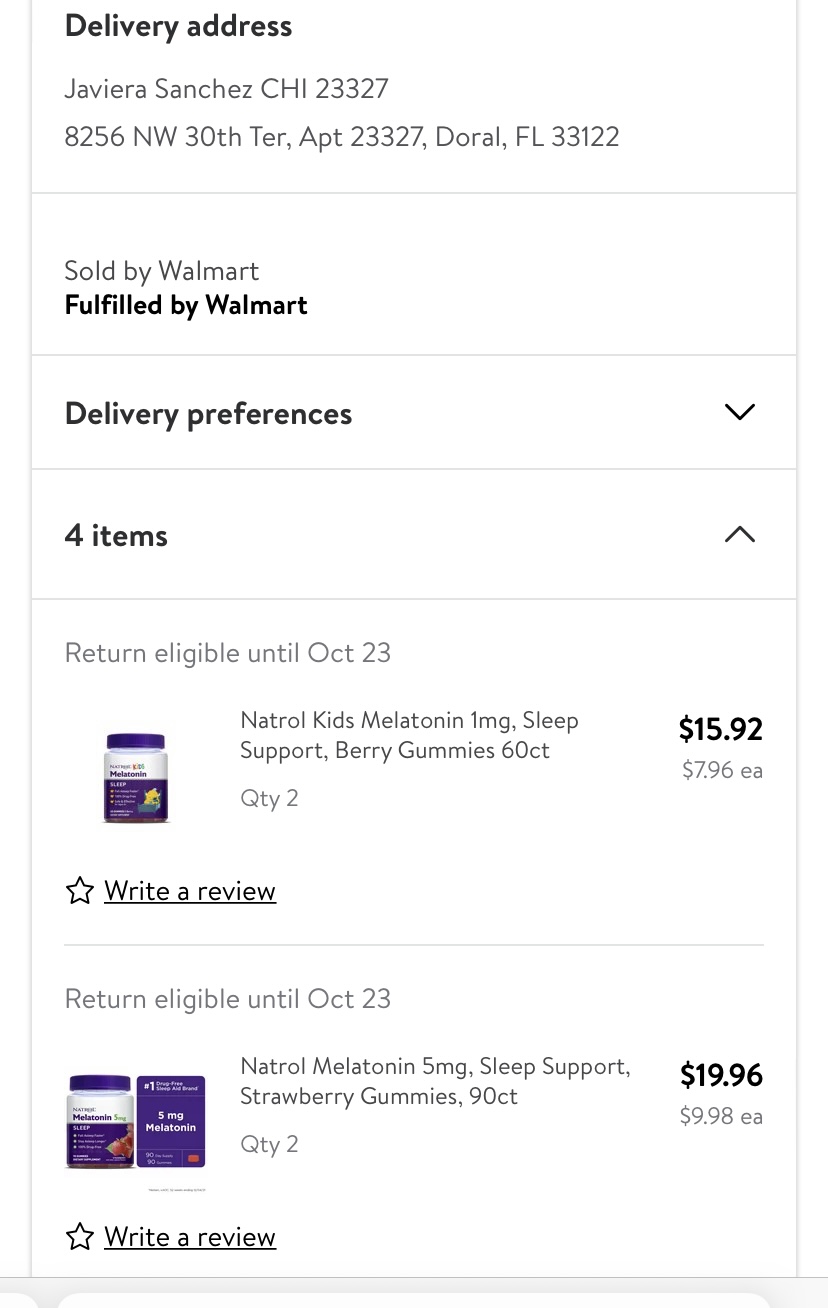 Delivery address
Javiera Sanchez CHI 23327
8256 NW 30th Ter, Apt 23327, Doral, FL 33122
Sold by Walmart
Fulfilled by Walmart
Delivery preferences
4 items
Return eligible until Oct 23
NATROL KIDS
Melatonin
SLEEP
Natrol Kids Melatonin 1mg, Sleep
Support, Berry Gummies 60ct
Qty 2
$15.92
$7.96 ea
Write a review
Return eligible until Oct 23
NATROL
Melatonin 5mg
SLEEP
#1 Drug-Free
Sleep Aid Brand
5 mg
Melatonin
90
90 Gummies
Natrol Melatonin 5mg, Sleep Support,
Strawberry Gummies, 90ct
Qty 2
$19.96
$9.98 ea
Write a review